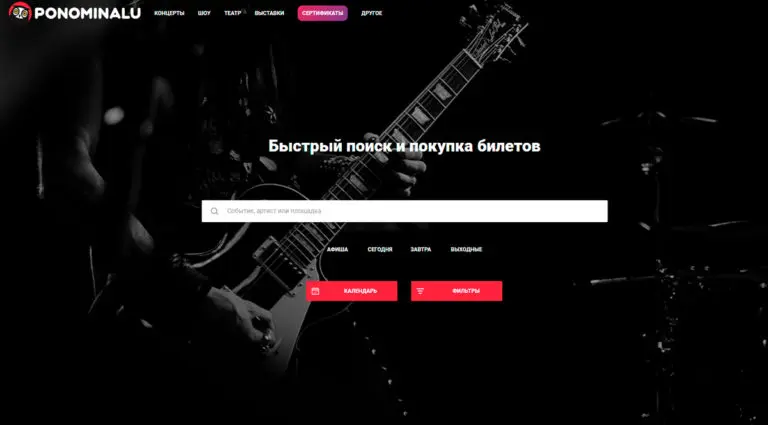 PONOMINALU
КОНЦЕРТЫ ШОУ ТЕАТР ВЫСТАВКИ СЕРТИФИКАТЫ ДРУГОЕ
Быстрый поиск и покупка билетов
Событие, артист или площадка
АФИША СЕГОДНЯ ЗАВТРА ВЫХОДНЫЕ
КАЛЕНДАРЬ ФИЛЬТРЫ